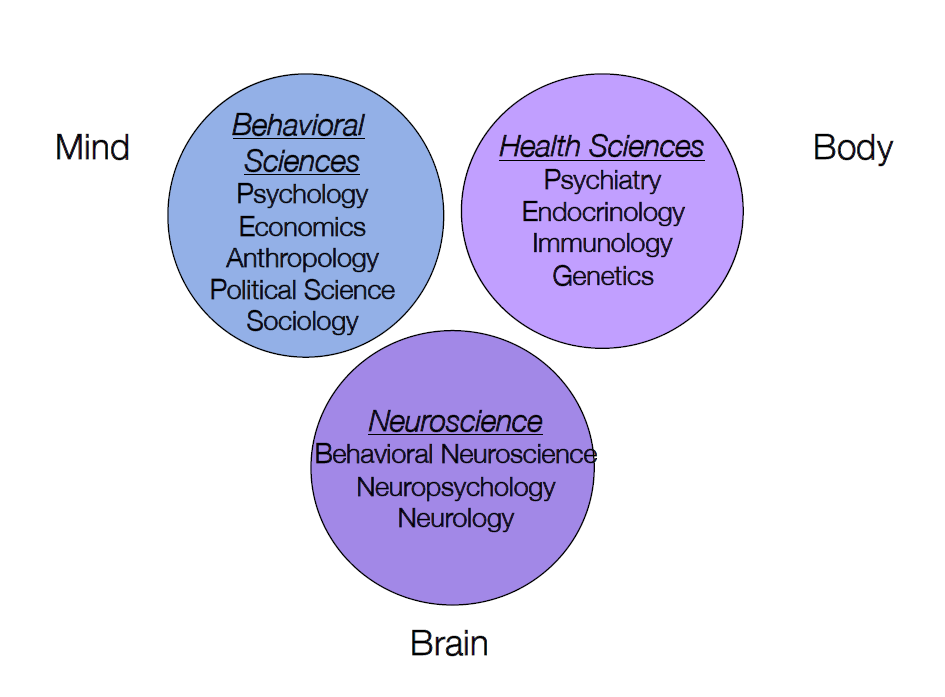 Mind
Behavioral
Sciences
Psychology
Economics
Anthropology
Political Science
Sociology
Health Sciences
Psychiatry
Endocrinology
Immunology
Genetics
Body
Neuroscience
Behavioral Neuroscience
Neuropsychology
Neurology
Brain